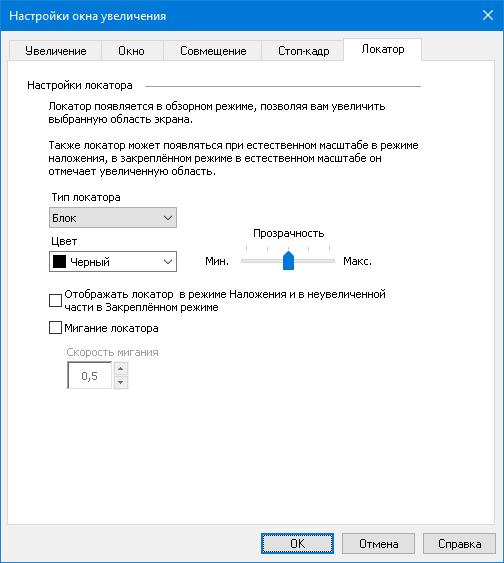 Настройки окна увеличения
Увеличение Окно Совмещение Стоп-кадр Локатор
Настройки локатора
Локатор появляется в обзорном режиме, позволяя вам увеличить
выбранную область экрана.
Также локатор может появляться при естественном масштабе в режиме
наложения, в закреплённом режиме в естественном масштабе он
отмечает увеличенную область.
Тип локатора
Блок
Цвет
Черный
Прозрачность
Мин. Макс.
Отображать локатор в режиме Наложения и в неувеличенной
части в Закреплённом режиме
Мигание локатора
Скорость мигания
0,5
OK Отмена Справка